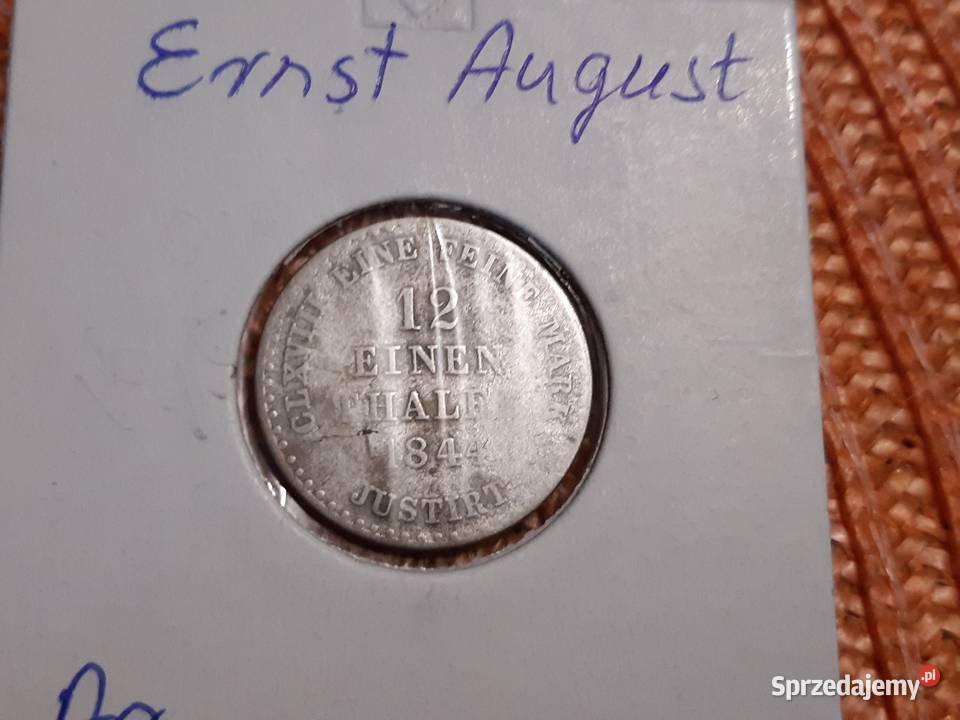 Ernst August
CLXVIII EINE FEINE MARK
12
EINEN
THALER
1844
JUSTIRT
Sprzedajemy.pl